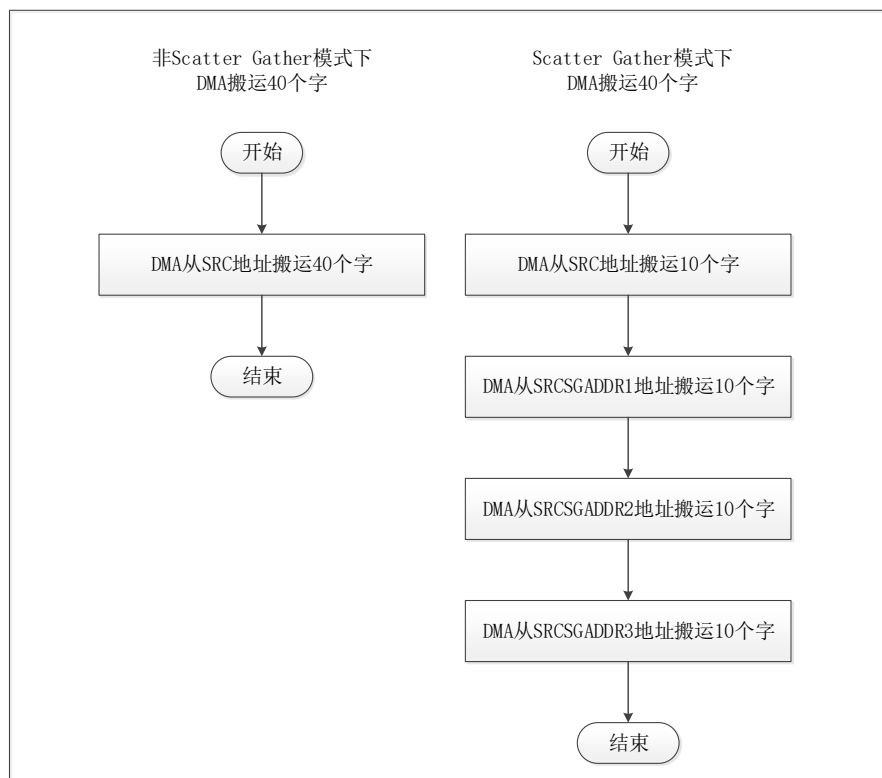 非Scatter Gather模式下
DMA搬运40个字
开始
DMA从SRC地址搬运40个字
结束
Scatter Gather模式下
DMA搬运40个字
开始
DMA从SRC地址搬运10个字
DMA从SRCSGADDR1地址搬运10个字
DMA从SRCSGADDR2地址搬运10个字
DMA从SRCSGADDR3地址搬运10个字
结束